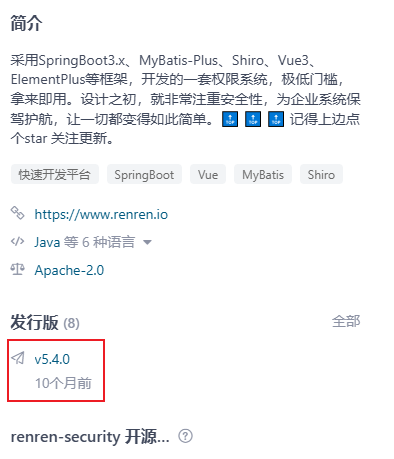 简介
采用SpringBoot3.x、MyBatis-Plus、Shiro、Vue3、
ElementPlus等框架，开发的一套权限系统，极低门槛，
拿来即用。设计之初，就非常注重安全性，为企业系统保
驾护航，让一切都变得如此简单。TOP TOP TOP 记得上边点
个star 关注更新。
快速开发平台 SpringBoot Vue MyBatis Shiro
https://www.renren.io
Java 等 6 种语言
Apache-2.0
发行版 (8) 全部
v5.4.0
10个月前
renren-security 开源...